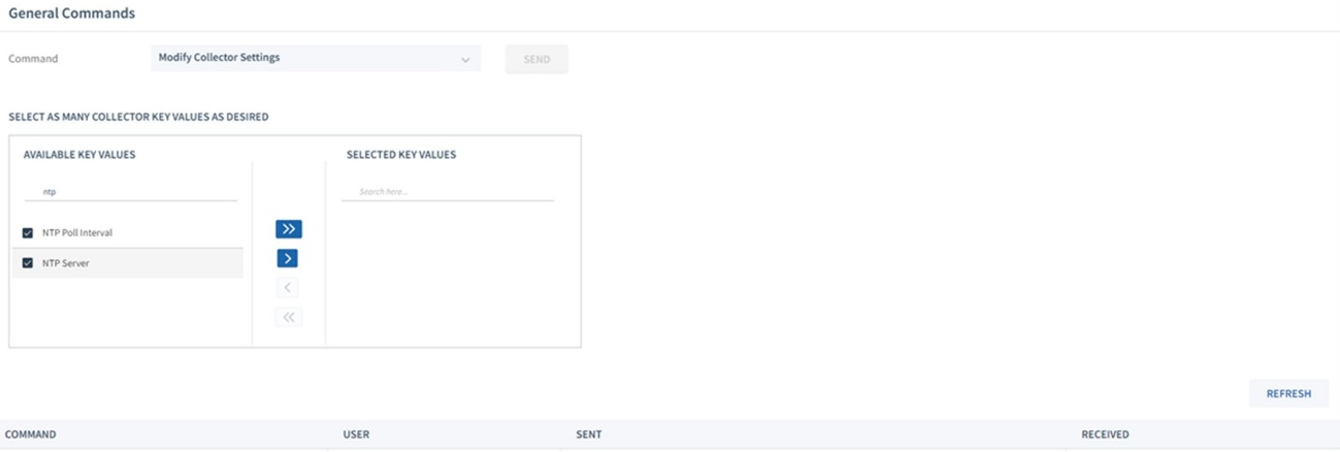 General Commands
Command Modify Collector Settings SEND
SELECT AS MANY COLLECTOR KEY VALUES AS DESIRED
AVAILABLE KEY VALUES SELECTED KEY VALUES
ntp Search here...
NTP Poll Interval
NTP Server
REFRESH
COMMAND USER SENT RECEIVED